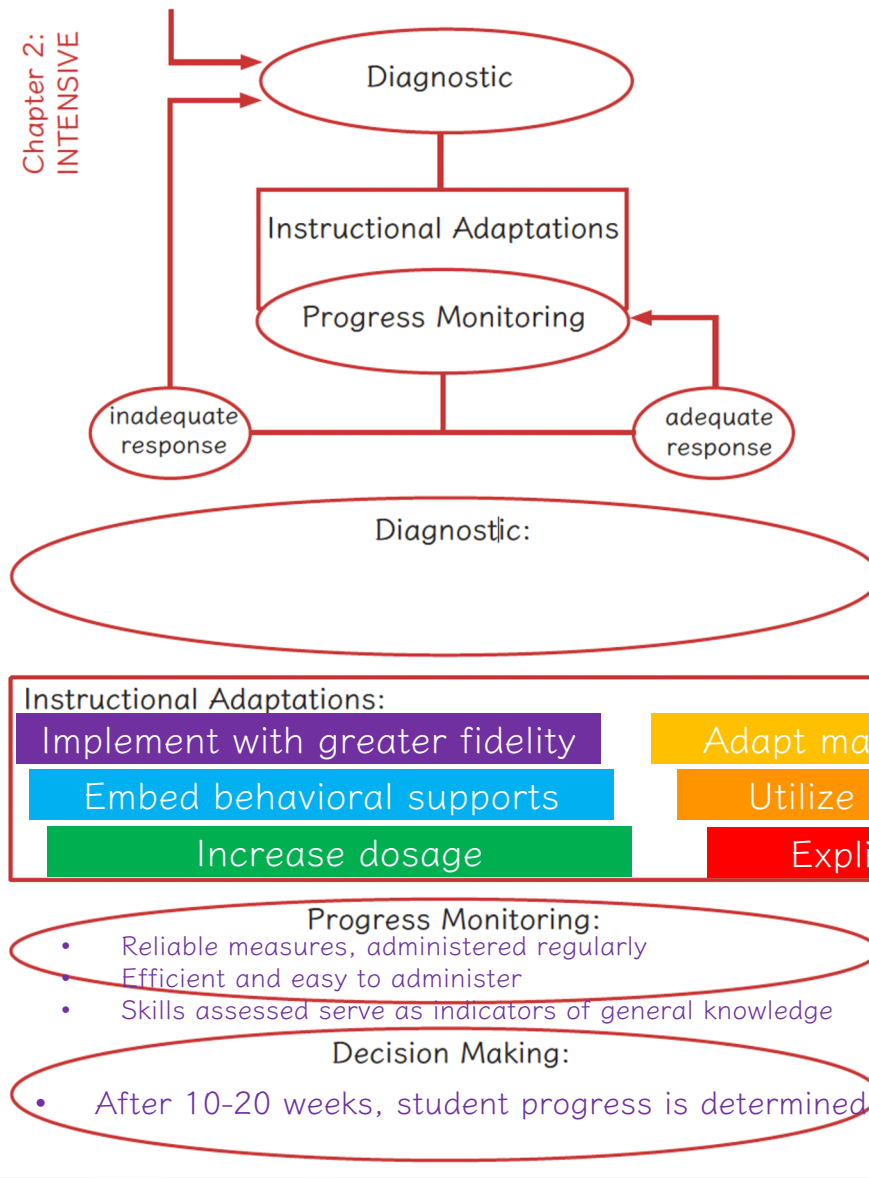 Chapter 2:
INTENSIVE
Diagnostic
Instructional Adaptations
Progress Monitoring
inadequate
response
adequate
response
Diagnostic:
Instructional Adaptations:
Implement with greater fidelity
Adapt
Embed behavioral supports
Utilize
Increase dosage
Progress Monitoring:
• Reliable measures, administered regularly
• Efficient and easy to administer
• Skills assessed serve as indicators of general knowledge
Decision Making:
• After 10-20 weeks, student progress is determined